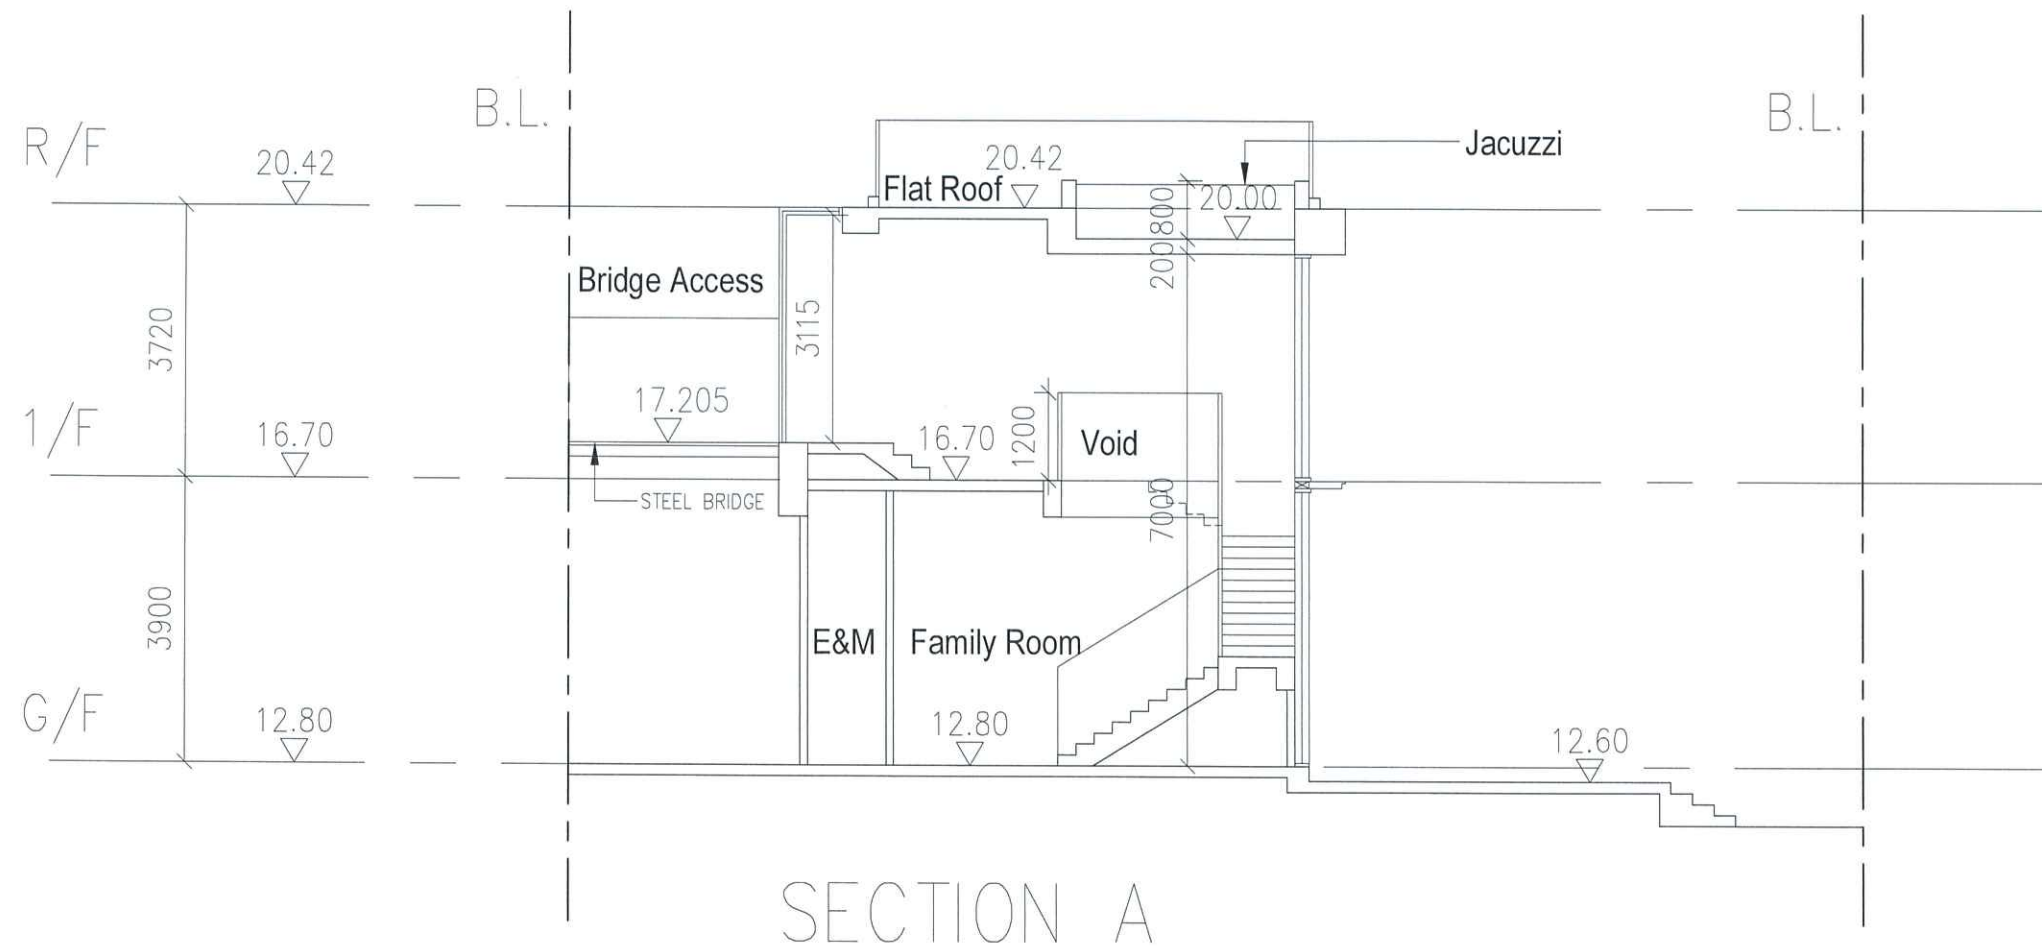 B.L.
B.L.
R/F
20.42
Flat Roof
20.42
Jacuzzi
800
20.00
200
Bridge Access
3720
3115
17.205
1/F
16.70
16.70
1200
Void
STEEL BRIDGE
7000
3900
E&M
Family Room
G/F
12.80
12.80
12.60
SECTION A